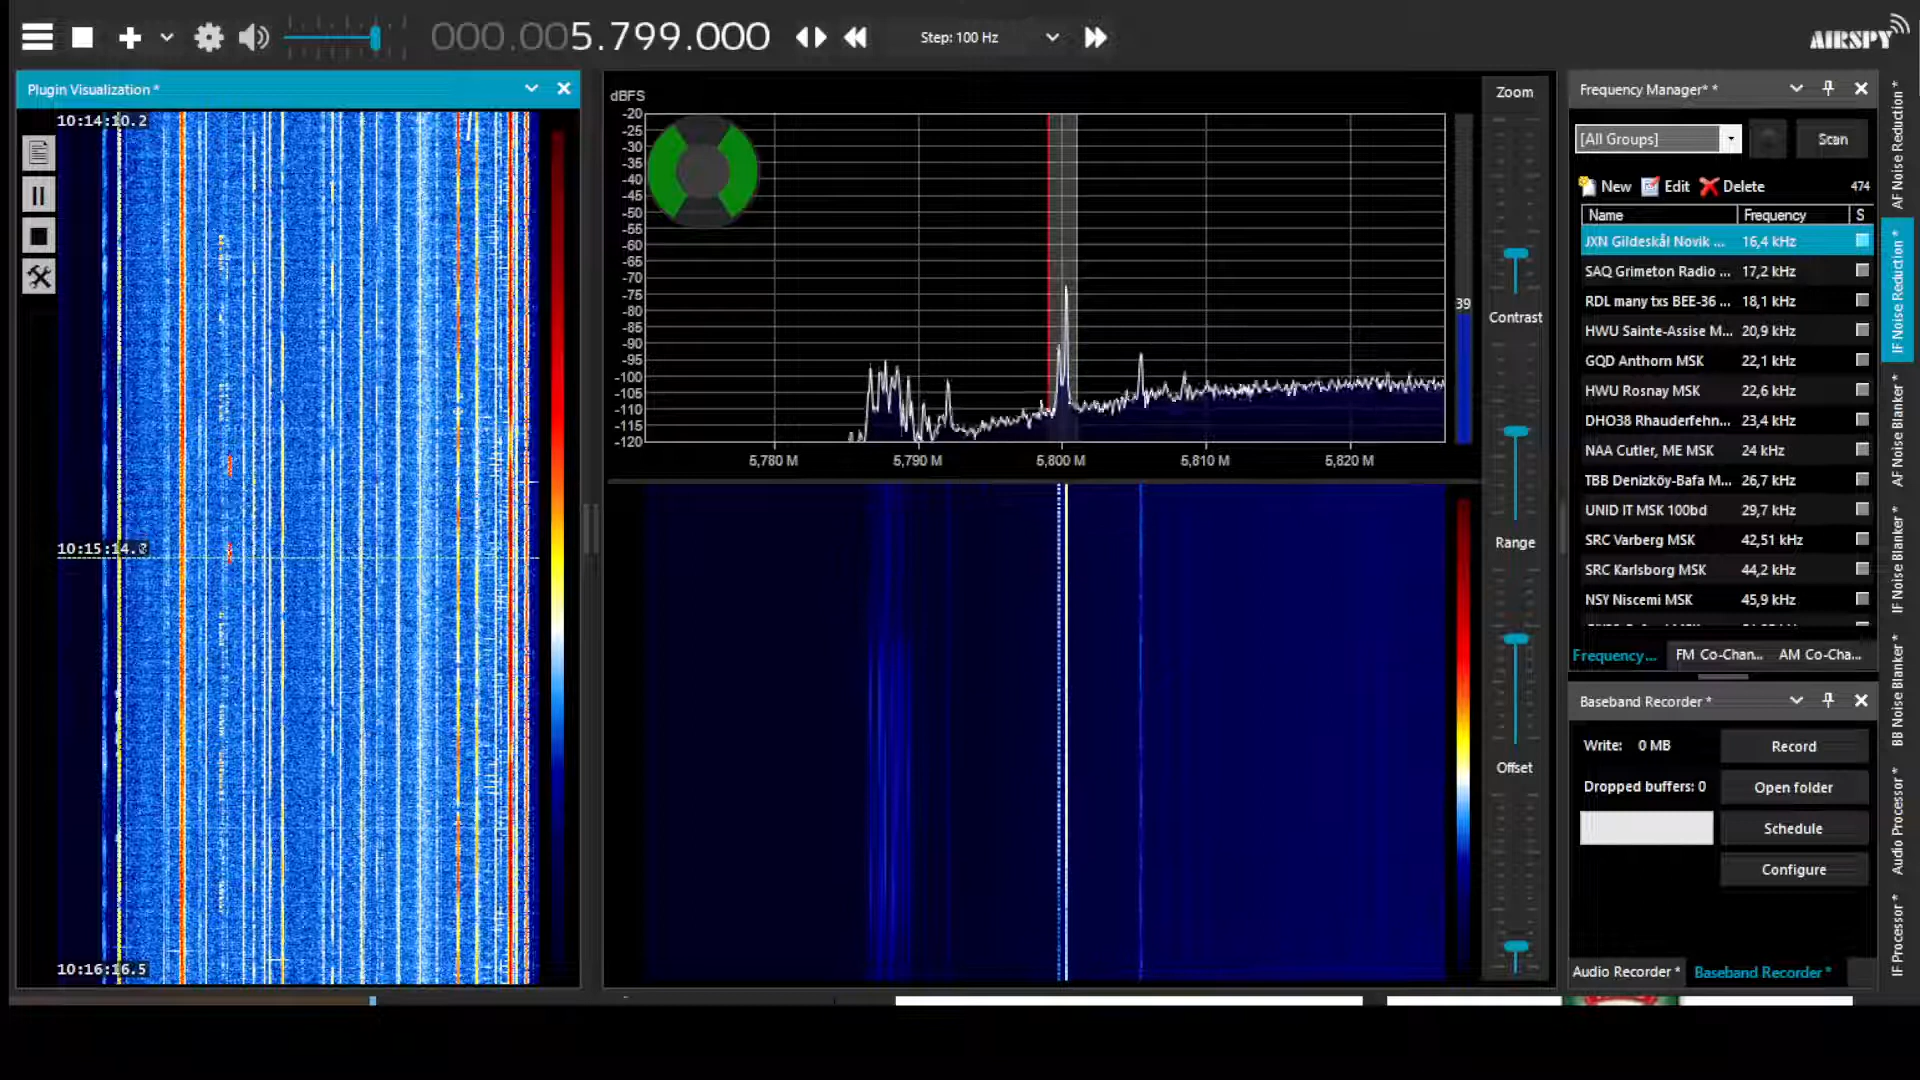 000.005.799.000
Step: 100 Hz
AIRSPY
Plugin Visualization *
10:14:10.2
10:15:14.
10:16:16.5
dBFS
-20
-25
-30
-35
-40
-45
-50
-55
-60
-65
-70
-75
-80
-85
-90
-95
-100
-105
-110
-115
-120
5,780 M
5,790 M
5,800 M
5,810 M
5,820 M
39
Zoom
Contrast
Range
Offset
Frequency Manager* *
[All Groups]
Scan
New Edit Delete 474
Name Frequency S
JXN Gildeskål Novik ... 16,4 kHz
SAQ Grimeton Radio ... 17,2 kHz
RDL many txs BEE-36 ... 18,1 kHz
HWU Sainte-Assise M... 20,9 kHz
GQD Anthorn MSK 22,1 kHz
HWU Rosnay MSK 22,6 kHz
DHO38 Rhauderfehn... 23,4 kHz
NAA Cutler, ME MSK 24 kHz
TBB Denizköy-Bafa M... 26,7 kHz
UNID IT MSK 100bd 29,7 kHz
SRC Varberg MSK 42,51 kHz
SRC Karlsborg MSK 44,2 kHz
NSY Niscemi MSK 45,9 kHz
Frequency... FM Co-Chan... AM Co-Cha...
Baseband Recorder *
Write: 0 MB Record
Dropped buffers: 0 Open folder
Schedule
Configure
Audio Recorder * Baseband Recorder *
AF Noise Reduction *
IF Noise Reduction *
AF Noise Blanker *
IF Noise Blanker *
BB Noise Blanker *
Audio Processor *
IF Processor *